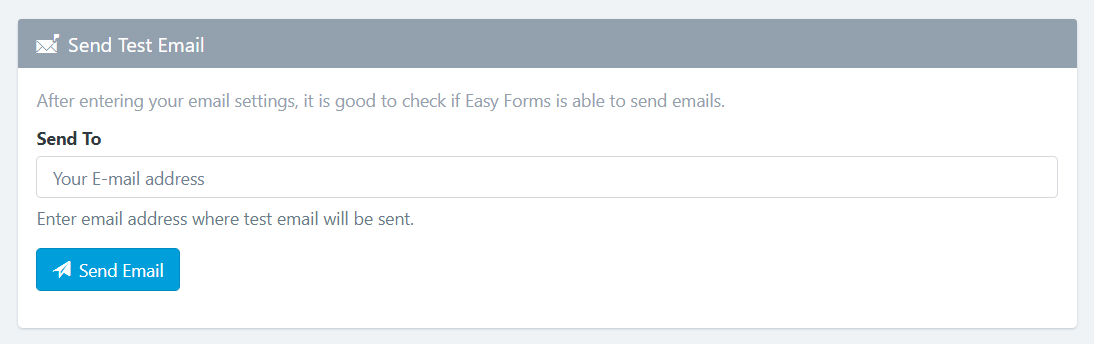 Send Test Email
After entering your email settings, it is good to check if Easy Forms is able to send emails.
Send To
Your E-mail address
Enter email address where test email will be sent.
Send Email